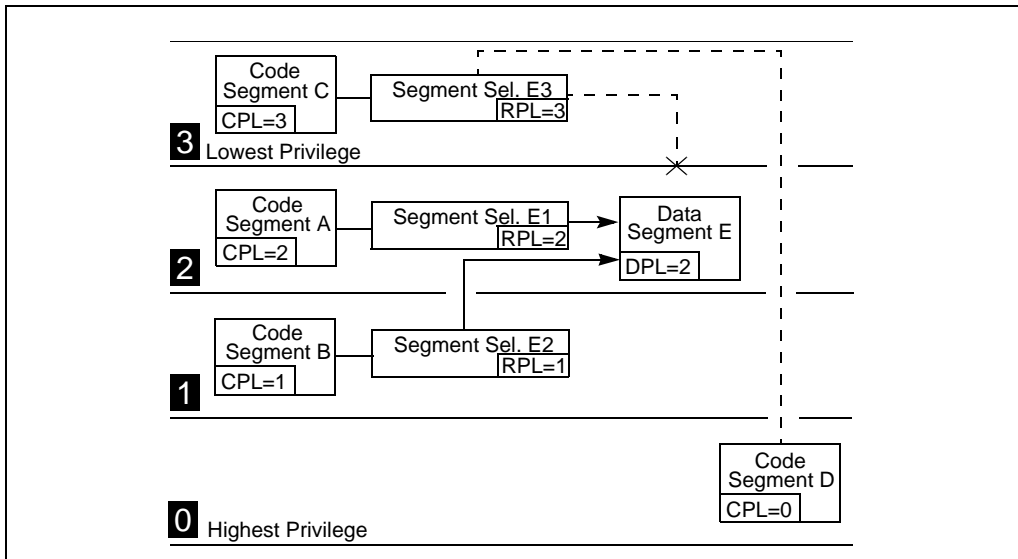 Code
Segment C
CPL=3
Segment Sel. E3
RPL=3
3
Lowest Privilege
Code
Segment A
CPL=2
Segment Sel. E1
RPL=2
Data
Segment E
DPL=2
2
Code
Segment B
CPL=1
Segment Sel. E2
RPL=1
1
Code
Segment D
CPL=0
0
Highest Privilege